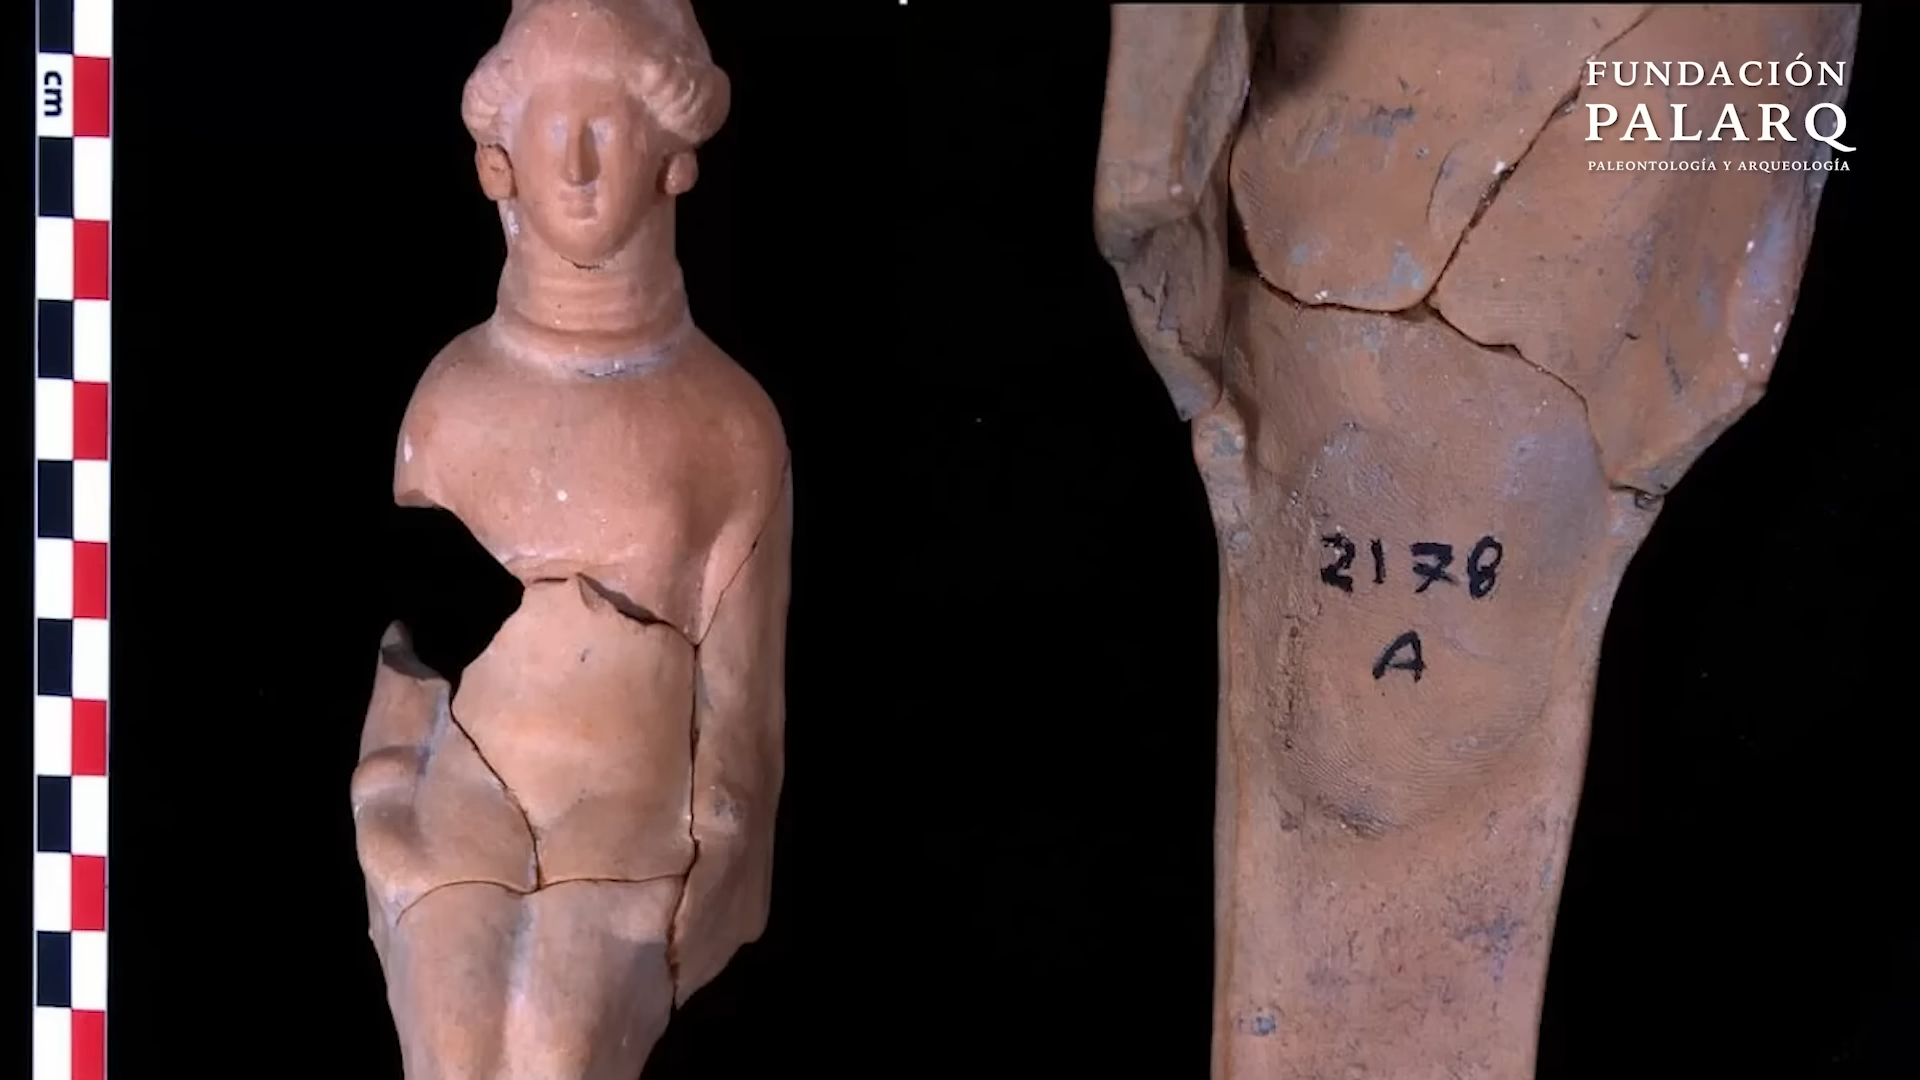 cm
FUNDACIÓN
PALARQ
PALEONTOLOGÍA Y ARQUEOLOGÍA
2178
A